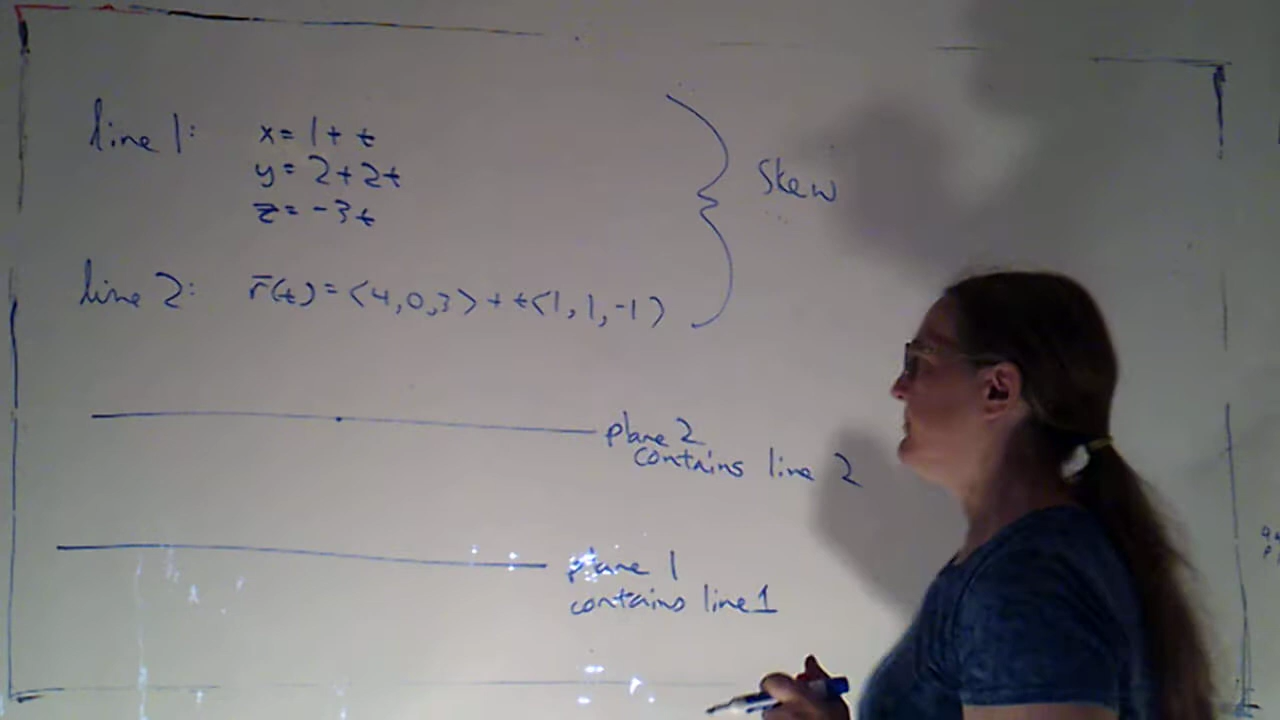 line 1: x = 1 + t
y = 2 + 2t
z = -3t
Skew
line 2: r̄(t) = <4,0,3> + t<1,1,-1>
plane 2
contains line 2
plane 1
contains line 1